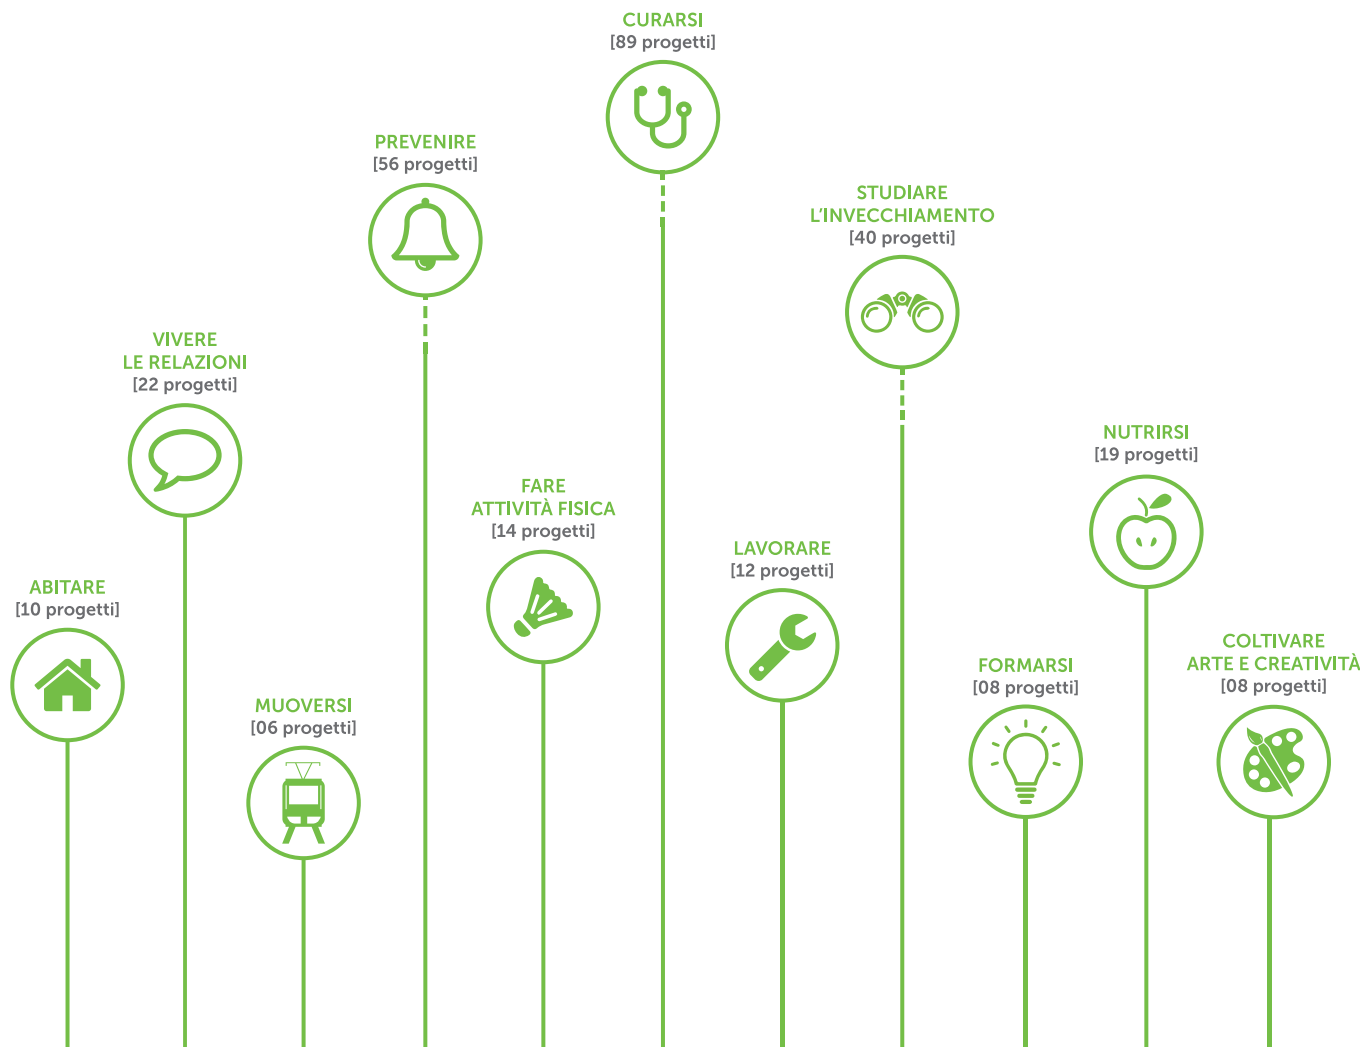 ABITARE
[10 progetti]
VIVERE
LE RELAZIONI
[22 progetti]
MUOVERSI
[06 progetti]
PREVENIRE
[56 progetti]
FARE
ATTIVITÀ FISICA
[14 progetti]
CURARSI
[89 progetti]
LAVORARE
[12 progetti]
STUDIARE
L'INVECCHIAMENTO
[40 progetti]
FORMARSI
[08 progetti]
NUTRIRSI
[19 progetti]
COLTIVARE
ARTE E CREATIVITÀ
[08 progetti]